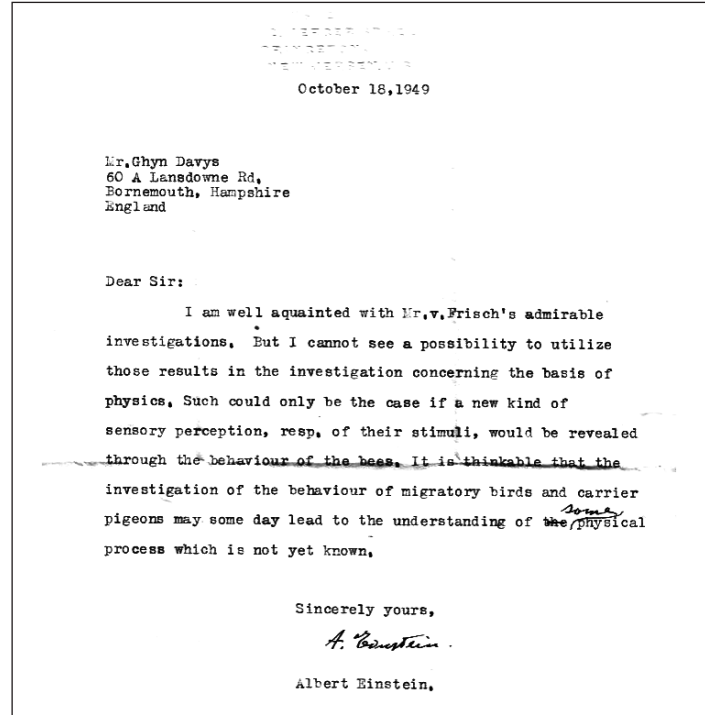 PRINCETON
NEW JERSEY, U.S.
October 18,1949
Mr.Ghyn Davys
60 A Lansdowne Rd,
Bornemouth, Hampshire
England
Dear Sir:
I am well aquainted with Mr.v.Frisch's admirable
investigations. But I cannot see a possibility to utilize
those results in the investigation concerning the basis of
physics. Such could only be the case if a new kind of
sensory perception, resp. of their stimuli, would be revealed
through the behaviour of the bees. It is thinkable that the
investigation of the behaviour of migratory birds and carrier
some
pigeons may some day lead to the understanding of the physical
process which is not yet known.
Sincerely yours,
A. Einstein.
Albert Einstein.